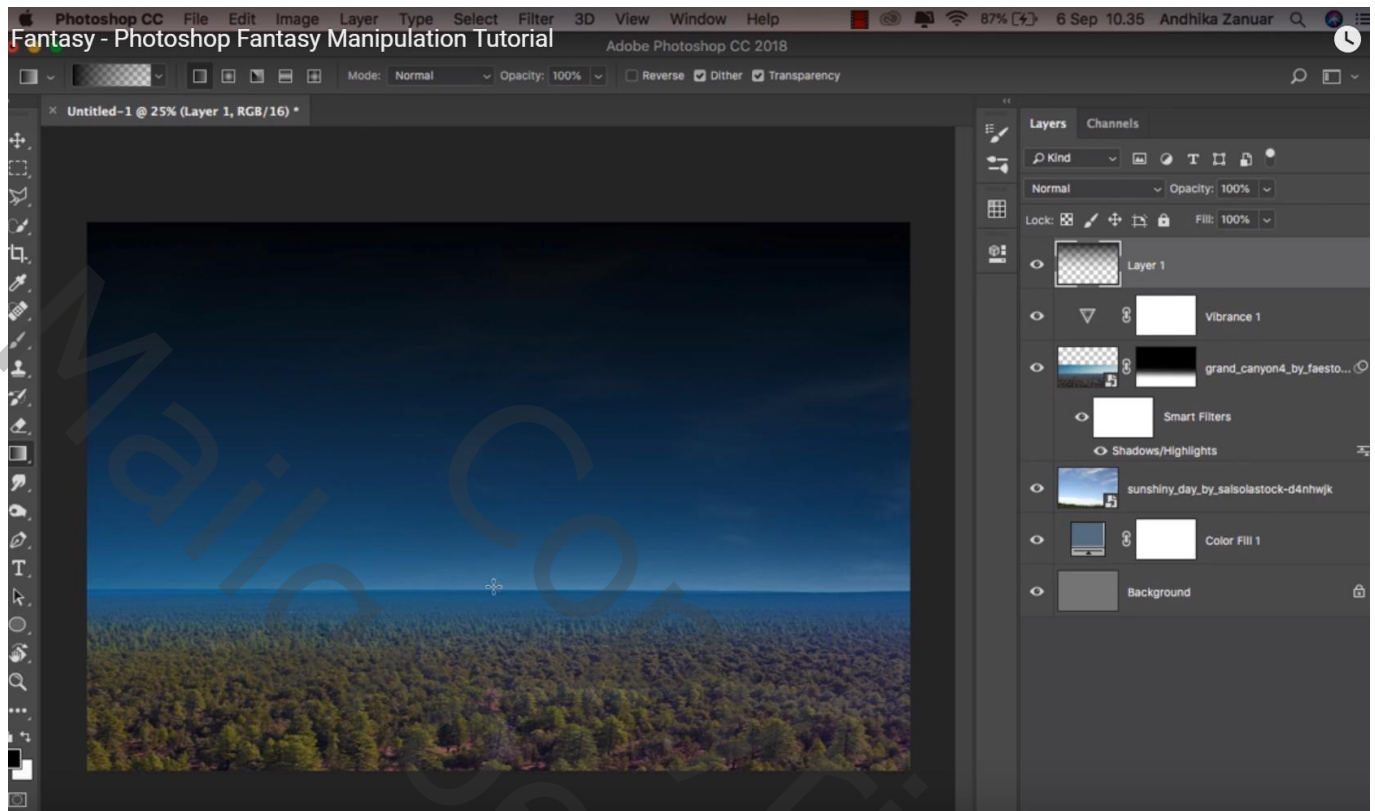 Photoshop CC File Edit Image Layer Type Select Filter 3D View Window Help 87% 6 Sep 10.35 Andhika Zanuar
Fantasy - Photoshop Fantasy Manipulation Tutorial
Adobe Photoshop CC 2018
Mode: Normal Opacity: 100% Reverse Dither Transparency
× Untitled-1 @ 25% (Layer 1, RGB/16) *
Layers Channels
Kind
Normal Opacity: 100%
Lock: Fill: 100%
Layer 1
Vibrance 1
grand_canyon4_by_faesto...
Smart Filters
Shadows/Highlights
sunshiny_day_by_salsolastock-d4nhwjk
Color Fill 1
Background